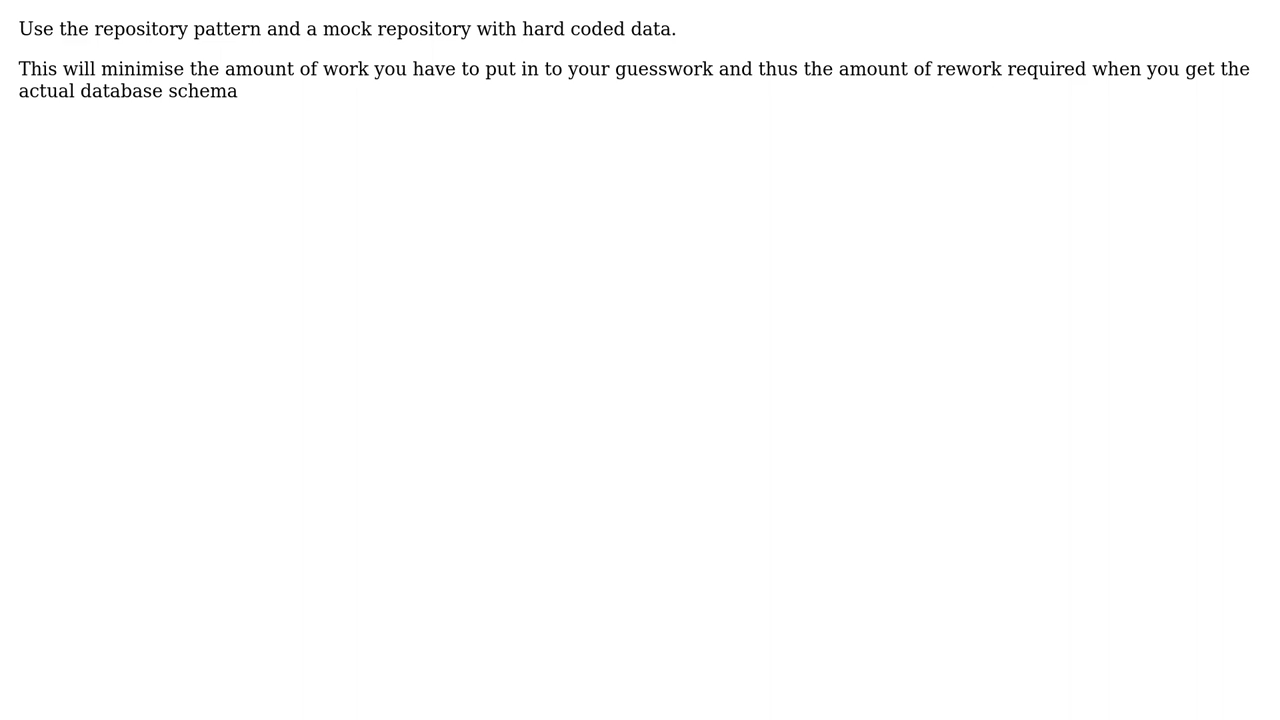 Use the repository pattern and a mock repository with hard coded data.
This will minimise the amount of work you have to put in to your guesswork and thus the amount of rework required when you get the
actual database schema